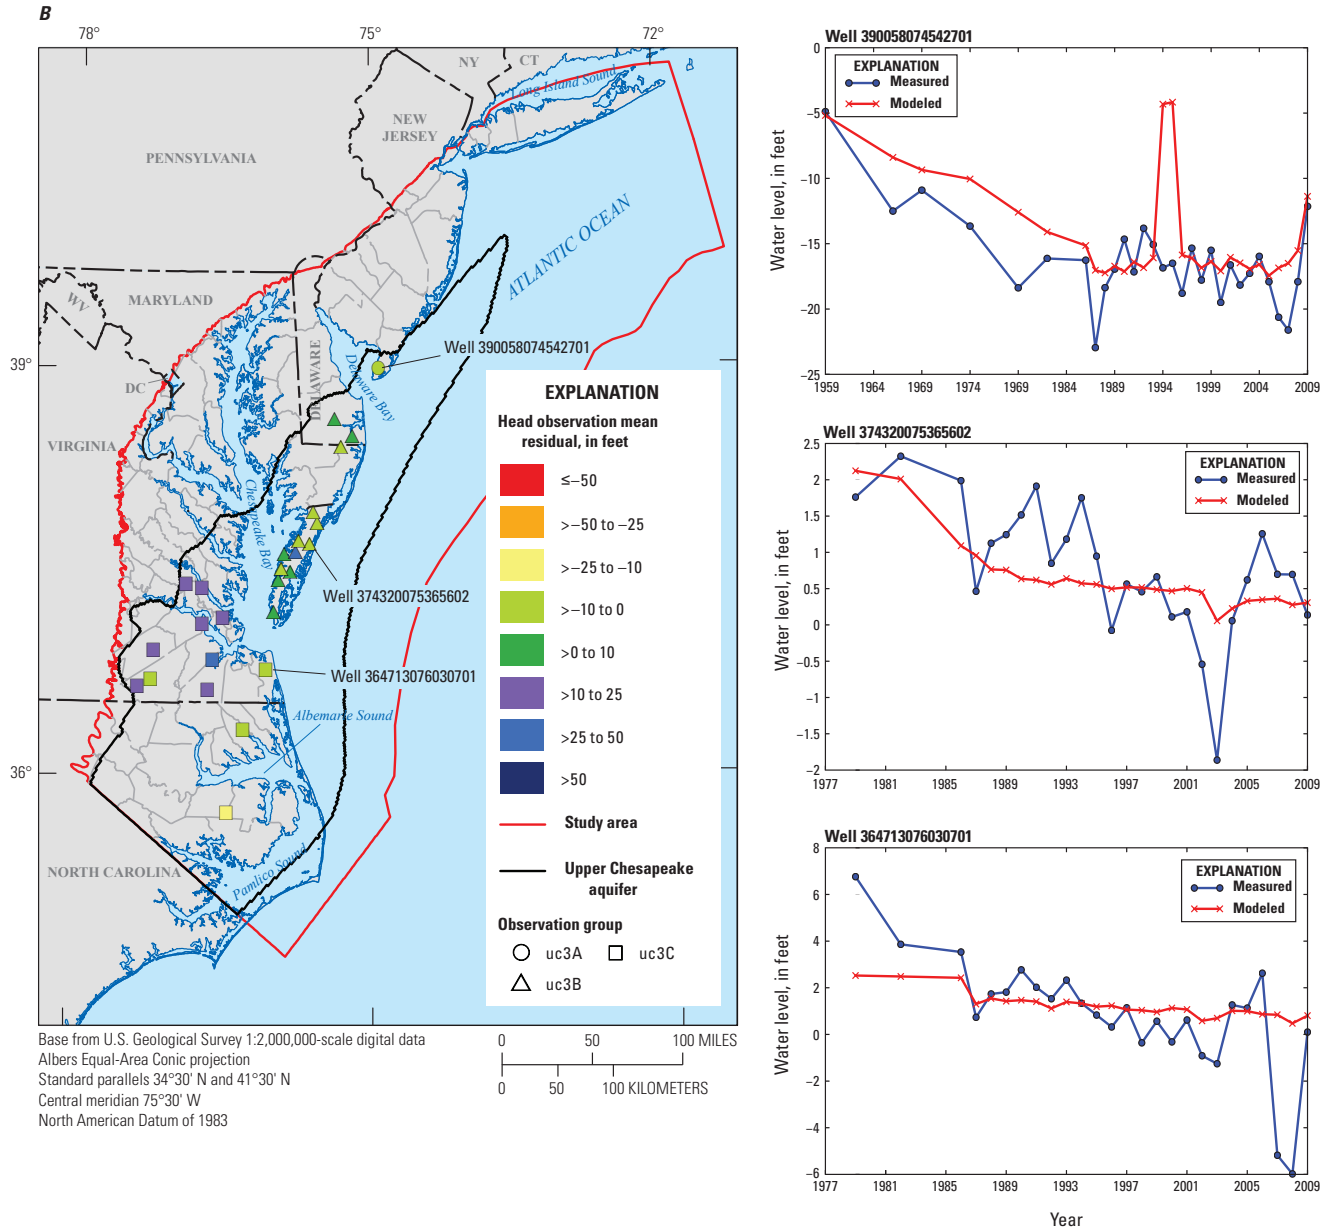 B
78°
75°
72°
NY
CT
Long Island Sound
NEW
JERSEY
PENNSYLVANIA
ATLANTIC OCEAN
WV
MARYLAND
DELAWARE
Delaware Bay
39°
Well 390058074542701
DC
VIRGINIA
Chesapeake Bay
Well 374320075365602
Well 364713076030701
Albemarle Sound
36°
NORTH CAROLINA
Pamlico Sound
EXPLANATION
Head observation mean
residual, in feet
≤–50
>–50 to –25
>–25 to –10
>–10 to 0
>0 to 10
>10 to 25
>25 to 50
>50
Study area
Upper Chesapeake
aquifer
Observation group
uc3A
uc3C
uc3B
Base from U.S. Geological Survey 1:2,000,000-scale digital data
Albers Equal-Area Conic projection
Standard parallels 34°30' N and 41°30' N
Central meridian 75°30' W
North American Datum of 1983
0 50 100 MILES
0 50 100 KILOMETERS
Well 390058074542701
EXPLANATION
Measured
Modeled
Water level, in feet
0
–5
–10
–15
–20
–25
1959 1964 1969 1974 1979 1984 1989 1994 1999 2004 2009
Well 374320075365602
EXPLANATION
Measured
Modeled
Water level, in feet
2.5
2
1.5
1
0.5
0
–0.5
–1
–1.5
–2
1977 1981 1985 1989 1993 1997 2001 2005 2009
Well 364713076030701
EXPLANATION
Measured
Modeled
Water level, in feet
8
6
4
2
0
–2
–4
–6
1977 1981 1985 1989 1993 1997 2001 2005 2009
Year